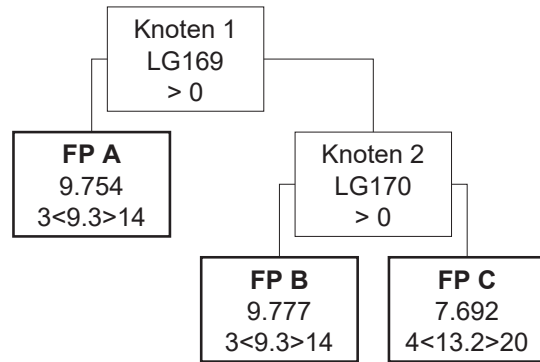 Knoten 1
LG169
> 0
FP A
9.754
3<9.3>14
Knoten 2
LG170
> 0
FP B
9.777
3<9.3>14
FP C
7.692
4<13.2>20